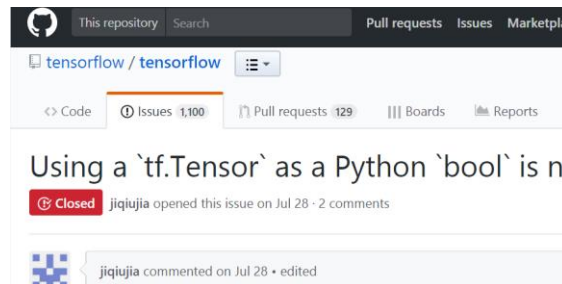 This repository Search Pull requests Issues Marketpl
tensorflow / tensorflow
<> Code Issues 1,100 Pull requests 129 Boards Reports
Using a `tf.Tensor` as a Python `bool` is n
Closed jiqiujia opened this issue on Jul 28 · 2 comments
jiqiujia commented on Jul 28 • edited